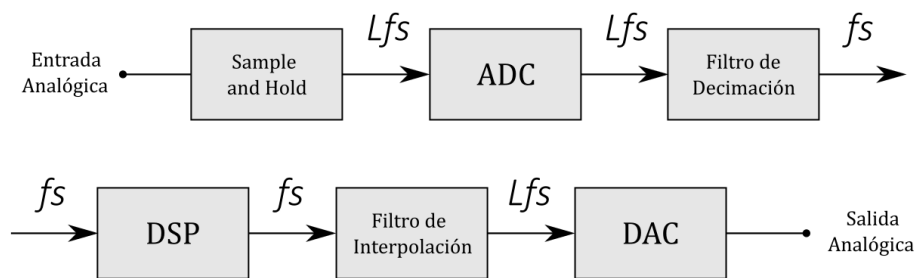 Entrada
Analógica
Sample
and Hold
Lfs
ADC
Lfs
Filtro de
Decimación
fs
fs
DSP
fs
Filtro de
Interpolación
Lfs
DAC
Salida
Analógica